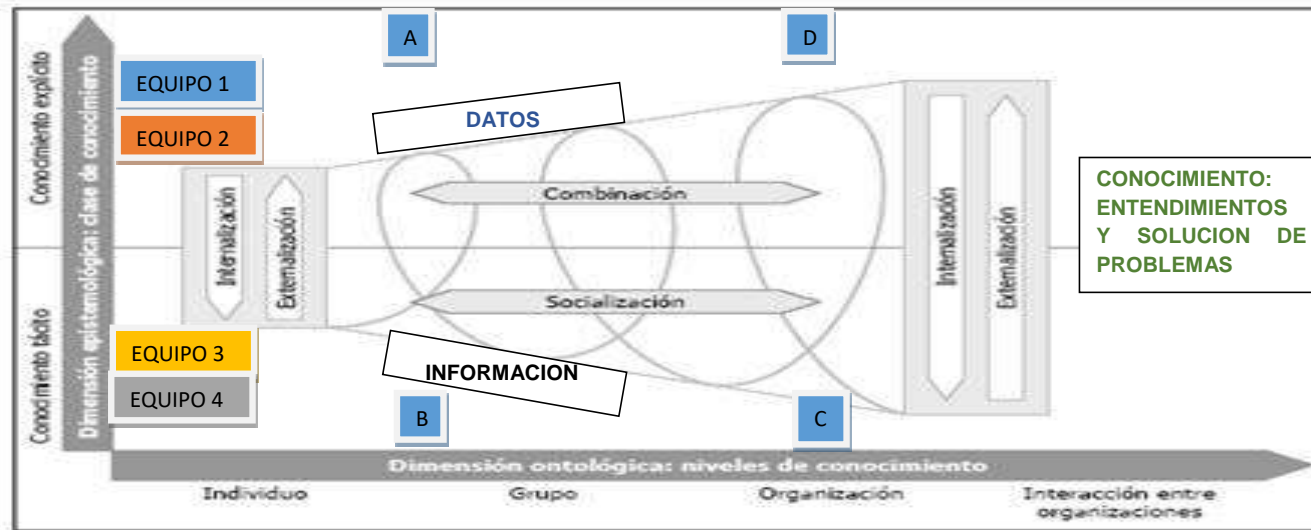 A
D
EQUIPO 1
EQUIPO 2
EQUIPO 3
EQUIPO 4
Conocimiento explícito
Conocimiento tácito
Dimensión epistemológica: clase de conocimiento
DATOS
INFORMACION
Internalización
Externalización
Combinación
Socialización
Internalización
Externalización
CONOCIMIENTO:
ENTENDIMIENTOS
Y SOLUCION DE
PROBLEMAS
B
C
Dimensión ontológica: niveles de conocimiento
Individuo
Grupo
Organización
Interacción entre
organizaciones